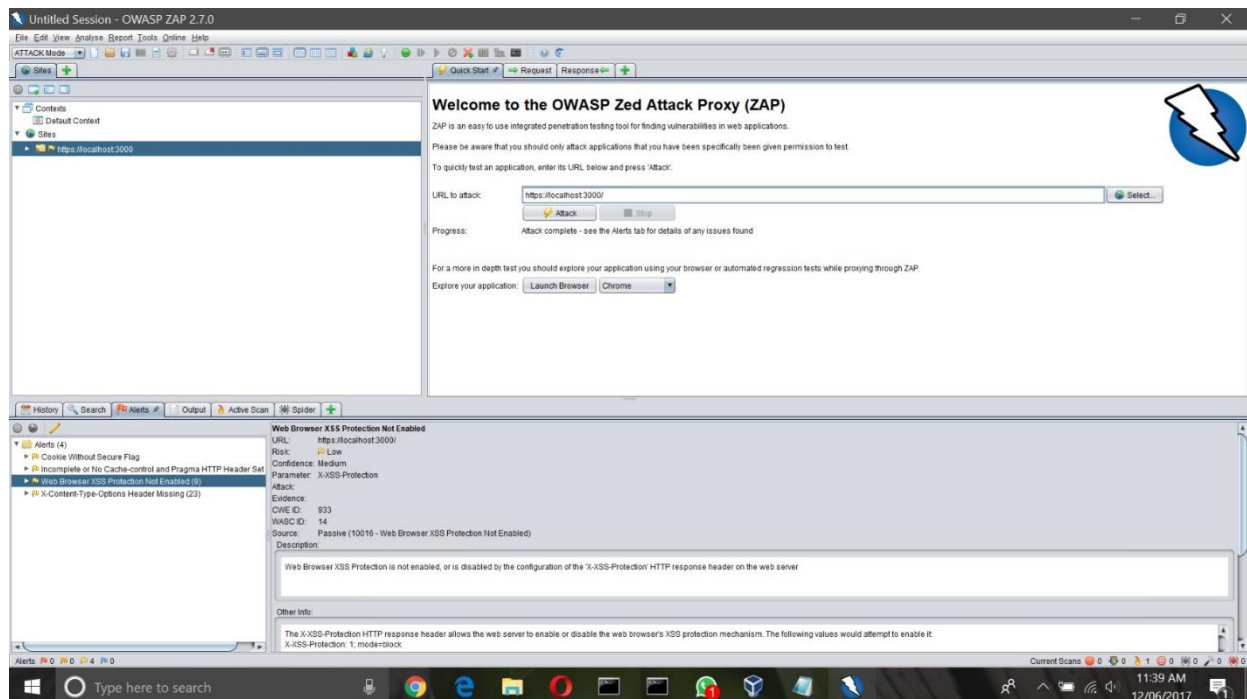 Untitled Session - OWASP ZAP 2.7.0
File Edit View Analyse Report Tools Online Help
ATTACK Mode
Sites
Quick Start
Request
Response
Contexts
Default Context
Sites
https://localhost:3000
Welcome to the OWASP Zed Attack Proxy (ZAP)
ZAP is an easy to use integrated penetration testing tool for finding vulnerabilities in web applications.
Please be aware that you should only attack applications that you have been specifically been given permission to test.
To quickly test an application, enter its URL below and press 'Attack'.
URL to attack:
https://localhost:3000/
Select...
Attack
Stop
Progress:
Attack complete - see the Alerts tab for details of any issues found
For a more in depth test you should explore your application using your browser or automated regression tests while proxying through ZAP.
Explore your application:
Launch Browser
Chrome
History
Search
Alerts
Output
Active Scan
Spider
Alerts (4)
Cookie Without Secure Flag
Incomplete or No Cache-control and Pragma HTTP Header Set
Web Browser XSS Protection Not Enabled (9)
X-Content-Type-Options Header Missing (23)
Web Browser XSS Protection Not Enabled
URL: https://localhost:3000/
Risk: Low
Confidence: Medium
Parameter: X-XSS-Protection
Attack:
Evidence:
CWE ID: 933
WASC ID: 14
Source: Passive (10016 - Web Browser XSS Protection Not Enabled)
Description:
Web Browser XSS Protection is not enabled, or is disabled by the configuration of the 'X-XSS-Protection' HTTP response header on the web server
Other Info:
The X-XSS-Protection HTTP response header allows the web server to enable or disable the web browser's XSS protection mechanism. The following values would attempt to enable it:
X-XSS-Protection: 1; mode=block
Alerts 0 0 4 0
Current Scans 0 0 1 0 0 0 0
Type here to search
11:39 AM
12/06/2017
1